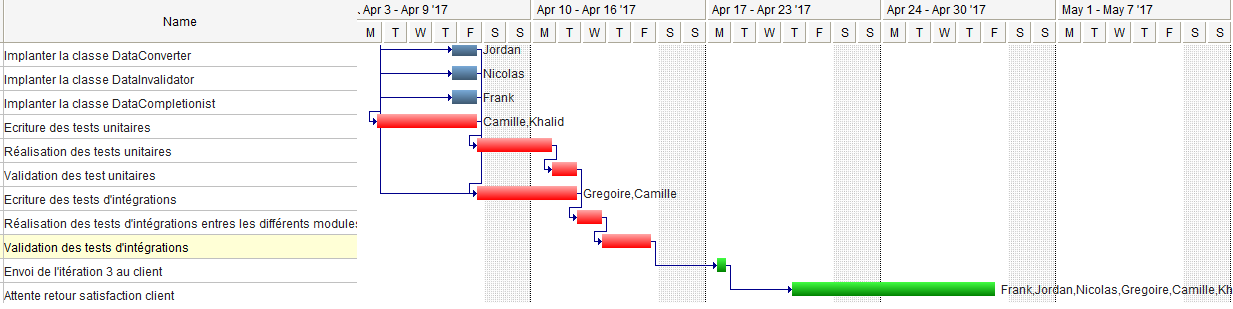 Name
Apr 3 - Apr 9 '17
Apr 10 - Apr 16 '17
Apr 17 - Apr 23 '17
Apr 24 - Apr 30 '17
May 1 - May 7 '17
M T W T F S S M T W T F S S M T W T F S S M T W T F S S M T W T F S S
Implanter la classe DataConverter
Jordan
Implanter la classe DataInvalidator
Nicolas
Implanter la classe DataCompletionist
Frank
Ecriture des tests unitaires
Camille,Khalid
Réalisation des tests unitaires
Validation des test unitaires
Ecriture des tests d'intégrations
Gregoire,Camille
Réalisation des tests d'intégrations entres les différents modules
Validation des tests d'intégrations
Envoi de l'itération 3 au client
Attente retour satisfaction client
Frank,Jordan,Nicolas,Gregoire,Camille,Kh